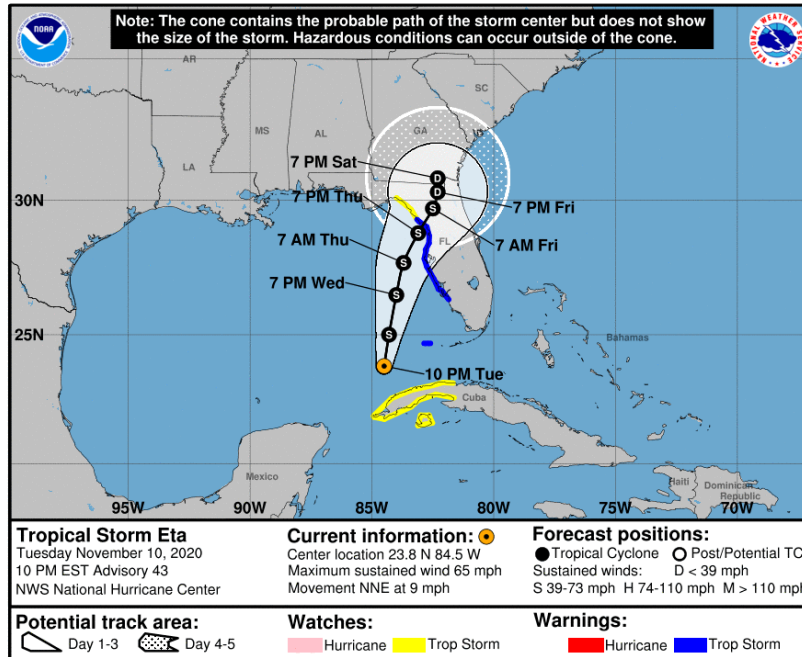 Note: The cone contains the probable path of the storm center but does not show
the size of the storm. Hazardous conditions can occur outside of the cone.
NOAA
NATIONAL WEATHER SERVICE
AR
SC
MS
AL
GA
LA
7 PM Sat
30N
7 PM Thu
7 PM Fri
7 AM Thu
FL
7 AM Fri
7 PM Wed
25N
10 PM Tue
Bahamas
Cuba
Mexico
Haiti
Dominican
Republic
95W 90W 85W 80W 75W 70W
D
D
S
S
S
S
S
Tropical Storm Eta
Tuesday November 10, 2020
10 PM EST Advisory 43
NWS National Hurricane Center
Current information:
Center location 23.8 N 84.5 W
Maximum sustained wind 65 mph
Movement NNE at 9 mph
Forecast positions:
Tropical Cyclone Post/Potential TC
Sustained winds: D < 39 mph
S 39-73 mph H 74-110 mph M > 110 mph
Potential track area:
Day 1-3 Day 4-5
Watches:
Hurricane Trop Storm
Warnings:
Hurricane Trop Storm